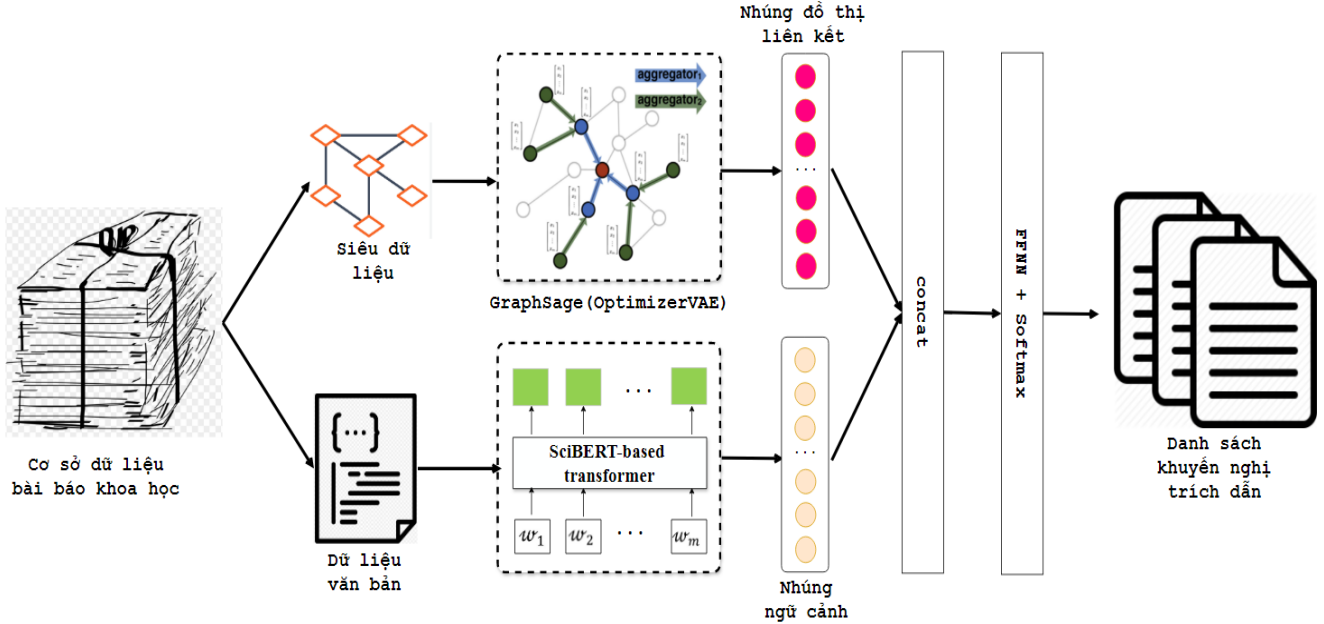 Nhúng đồ thị
liên kết
aggregator₁
aggregator₂
Siêu dữ
liệu
GraphSage(OptimizerVAE)
concat
FFNN + Softmax
Cơ sở dữ liệu
bài báo khoa học
{...}
Dữ liệu
văn bản
...
SciBERT-based
transformer
w₁ w₂ ... wₘ
...
...
Nhúng
ngữ cảnh
Danh sách
khuyến nghị
trích dẫn